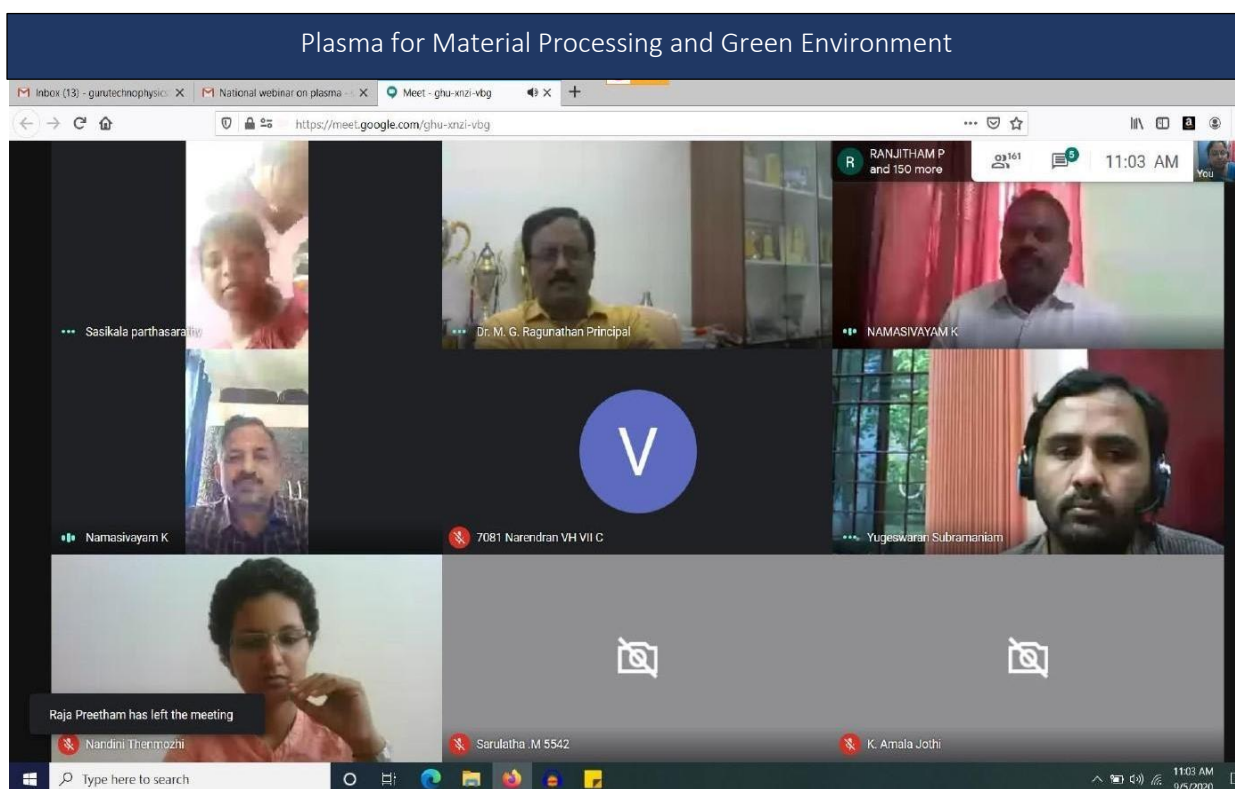 Plasma for Material Processing and Green Environment
Inbox (13) - gurutechnophysic
National webinar on plasma -
Meet - ghu-xnzi-vbg
https://meet.google.com/ghu-xnzi-vbg
R
RANJITHAM P
and 150 more
161
5
11:03 AM
You
Sasikala parthasarathy
Dr. M. G. Ragunathan Principal
NAMASIVAYAM K
V
Namasivayam K
7081 Narendran VH VII C
Yugeswaran Subramaniam
Raja Preetham has left the meeting
Nandini Thenmozhi
Sarulatha .M 5542
K. Amala Jothi
Type here to search
11:03 AM
9/5/2020